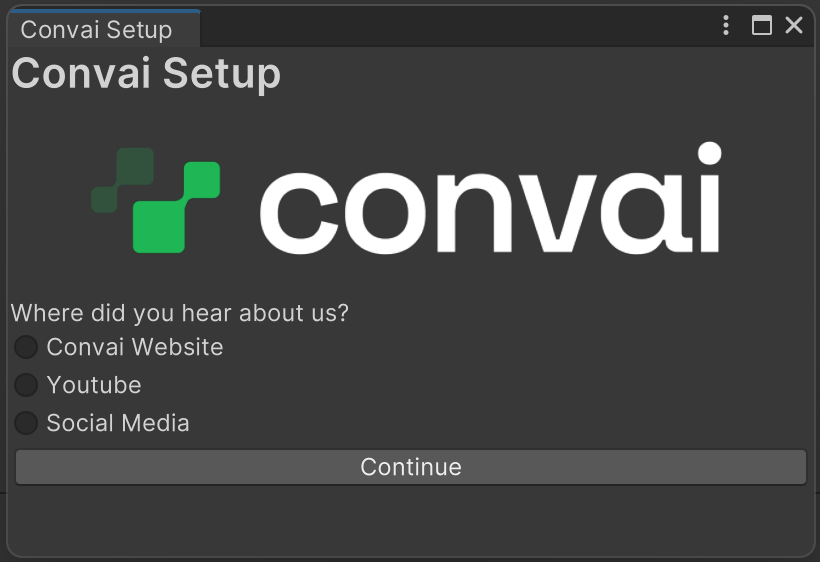 Convai Setup
Convai Setup
convai
Where did you hear about us?
Convai Website
Youtube
Social Media
Continue